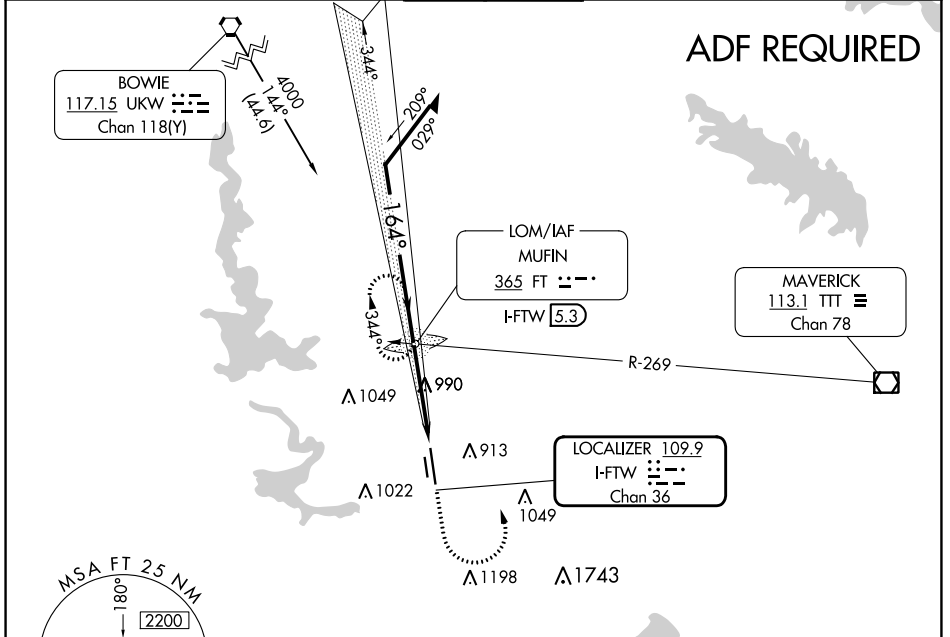 ADF REQUIRED
BOWIE
117.15 UKW
Chan 118(Y)
4000
144°
(44.6)
344°
209°
029°
164°
LOM/IAF
MUFIN
365 FT
I-FTW 5.3
MAVERICK
113.1 TTT
Chan 78
R-269
344°
1049
990
913
LOCALIZER 109.9
I-FTW
Chan 36
1022
1049
1198
1743
MSA FT 25 NM
180°
2200